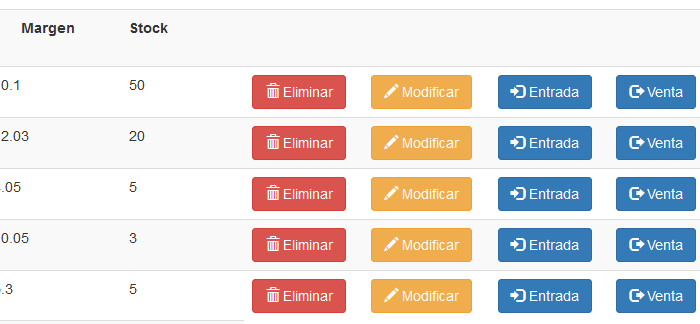 Margen Stock
0.1 50 Eliminar Modificar Entrada Venta
2.03 20 Eliminar Modificar Entrada Venta
.05 5 Eliminar Modificar Entrada Venta
0.05 3 Eliminar Modificar Entrada Venta
.3 5 Eliminar Modificar Entrada Venta